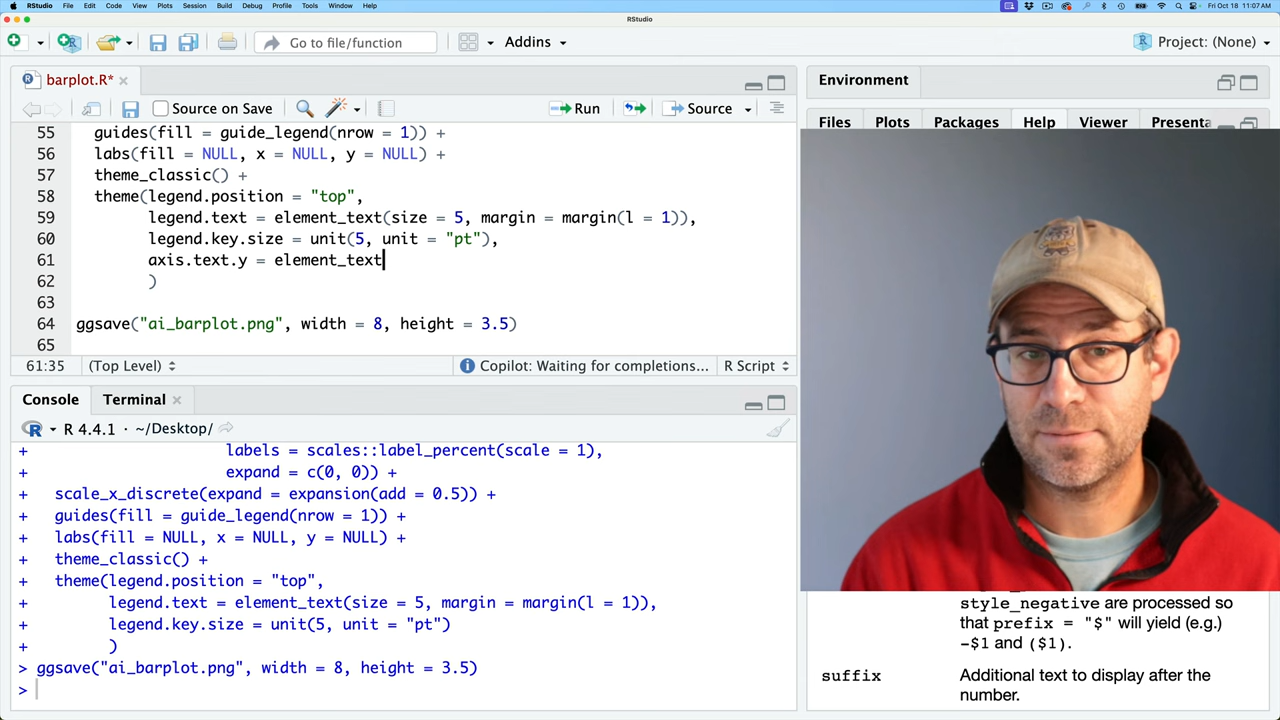 RStudio File Edit Code View Plots Session Build Debug Profile Tools Window Help Fri Oct 18 11:07 AM
RStudio
Go to file/function Addins Project: (None)
barplot.R*
Source on Save Run Source
55 guides(fill = guide_legend(nrow = 1)) +
56 labs(fill = NULL, x = NULL, y = NULL) +
57 theme_classic() +
58 theme(legend.position = "top",
59 legend.text = element_text(size = 5, margin = margin(l = 1)),
60 legend.key.size = unit(5, unit = "pt"),
61 axis.text.y = element_text
62 )
63
64 ggsave("ai_barplot.png", width = 8, height = 3.5)
65
61:35 (Top Level) Copilot: Waiting for completions... R Script
Console Terminal
R 4.4.1 · ~/Desktop/
+ labels = scales::label_percent(scale = 1),
+ expand = c(0, 0)) +
+ scale_x_discrete(expand = expansion(add = 0.5)) +
+ guides(fill = guide_legend(nrow = 1)) +
+ labs(fill = NULL, x = NULL, y = NULL) +
+ theme_classic() +
+ theme(legend.position = "top",
+ legend.text = element_text(size = 5, margin = margin(l = 1)),
+ legend.key.size = unit(5, unit = "pt")
+ )
> ggsave("ai_barplot.png", width = 8, height = 3.5)
>
Environment
Files Plots Packages Help Viewer Presenta
style_negative are processed so
that prefix = "$" will yield (e.g.)
-$1 and ($1).
suffix Additional text to display after the
number.